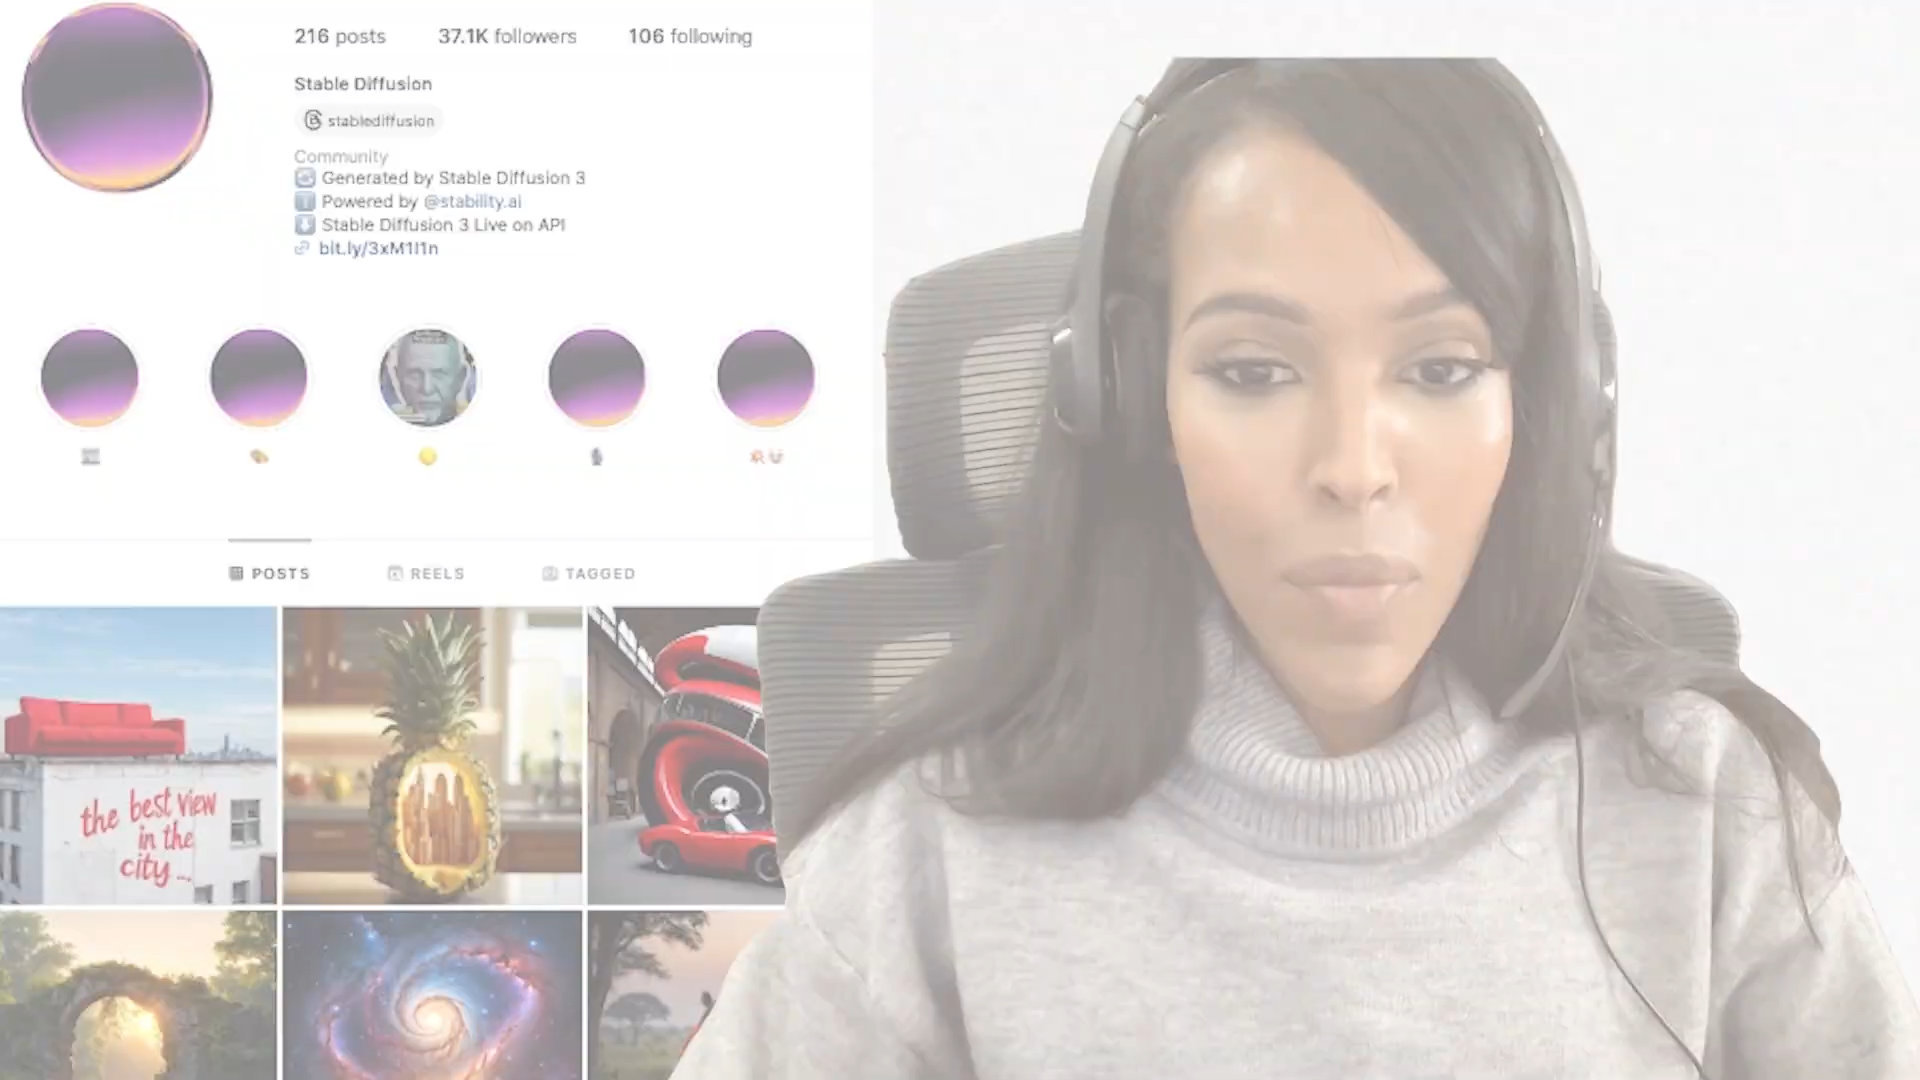 216 posts 37.1K followers 106 following
Stable Diffusion
stablediffusion
Community
Generated by Stable Diffusion 3
Powered by @stability.ai
Stable Diffusion 3 Live on API
bit.ly/3xM1I1n
POSTS REELS TAGGED
the best view
in the
city...